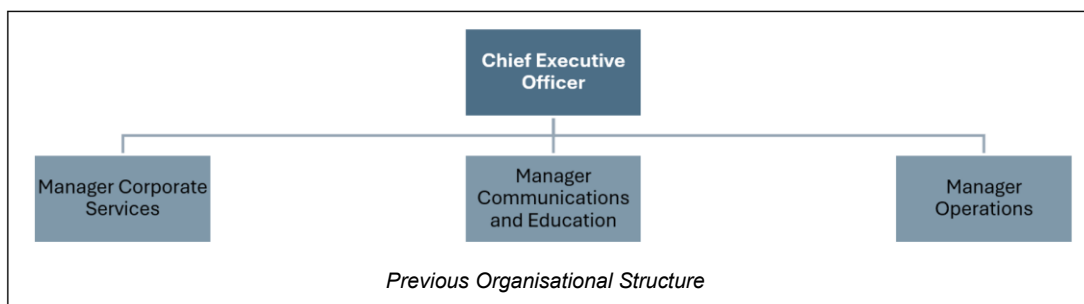 Chief Executive
Officer
Manager Corporate
Services
Manager
Communications
and Education
Manager
Operations
Previous Organisational Structure